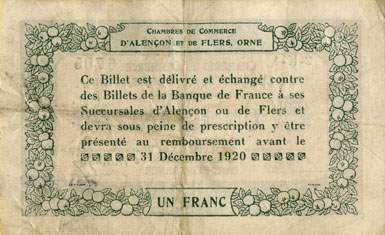 CHAMBRES DE COMMERCE
D'ALENÇON ET DE FLERS, ORNE
Ce Billet est délivré et échangé contre
des Billets de la Banque de France à ses
Succursales d'Alençon ou de Flers et
devra sous peine de prescription y être
présenté au remboursement avant le
31 Décembre 1920
UN FRANC